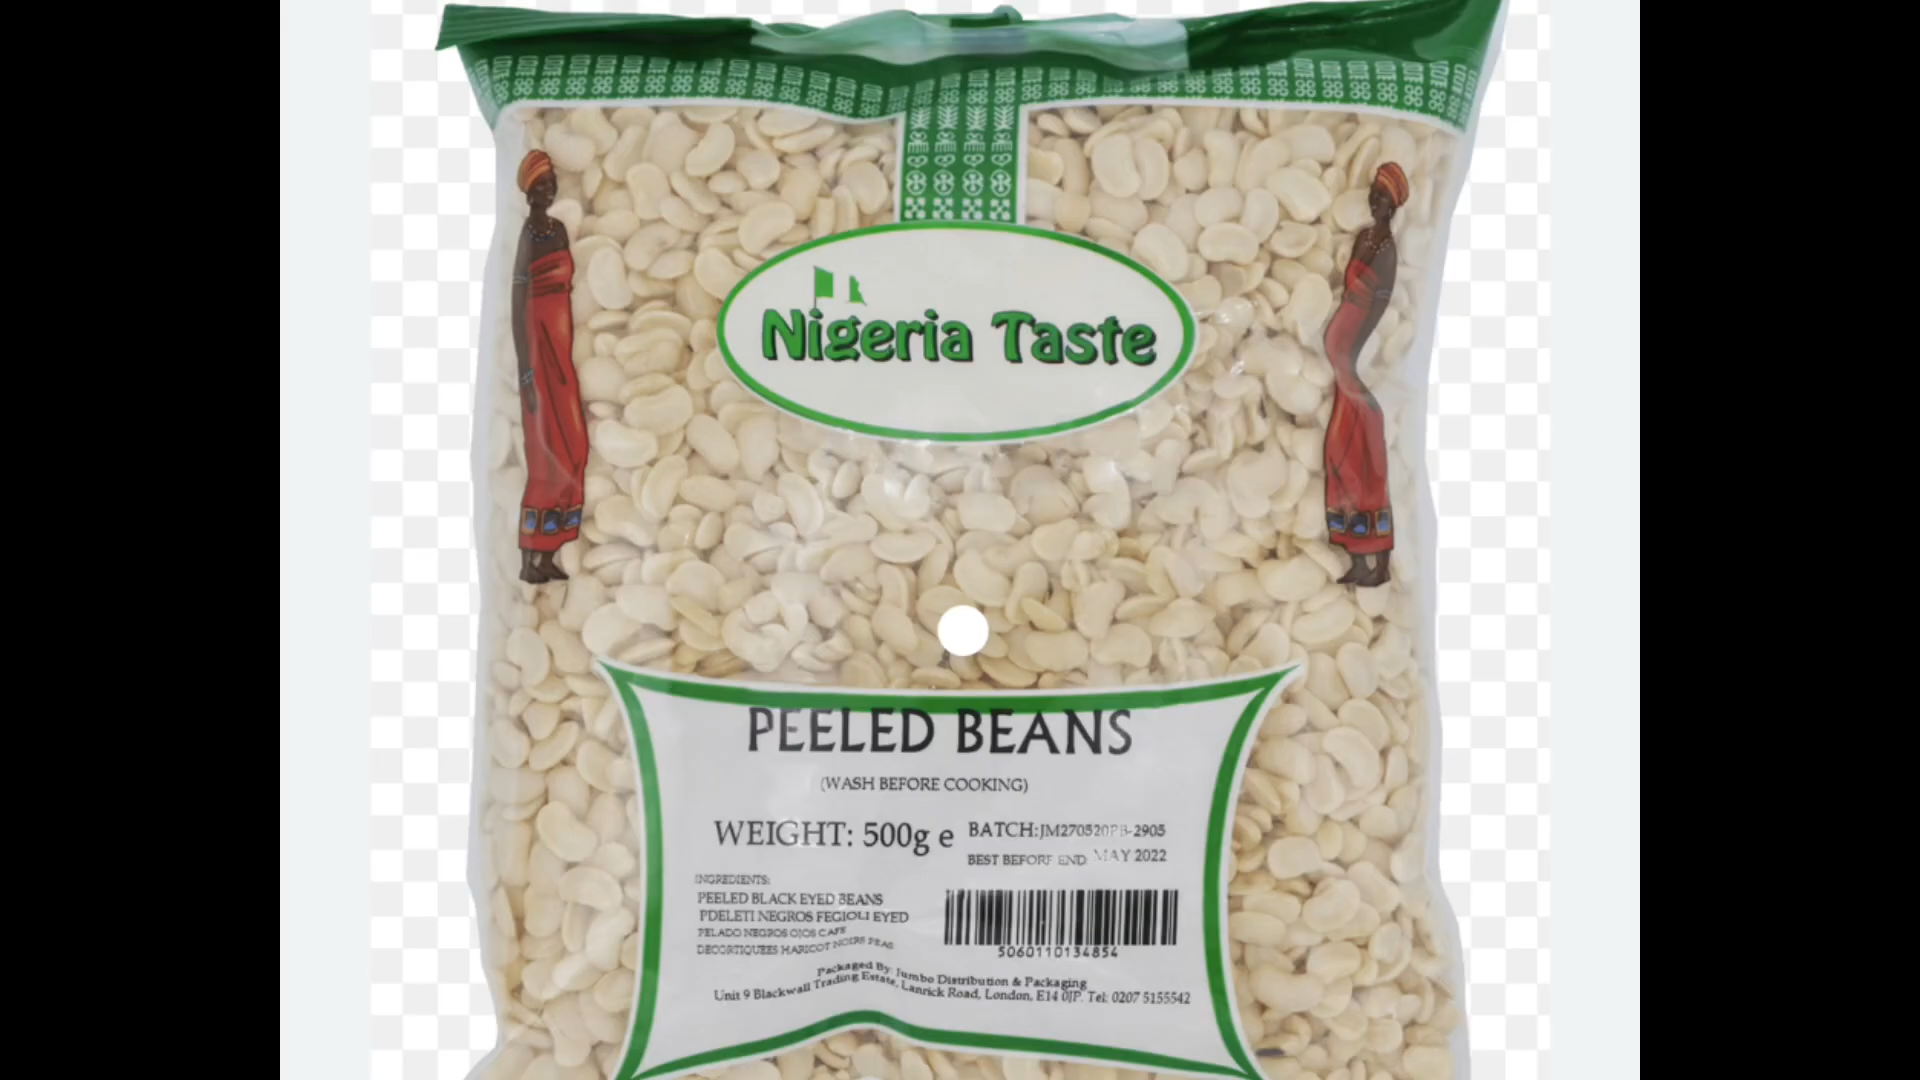 Nigeria Taste
PEELED BEANS
(WASH BEFORE COOKING)
WEIGHT: 500g e
BATCH:JM270520PB-2905
BEST BEFORE END: MAY 2022
INGREDIENTS:
PEELED BLACK EYED BEANS
PDELETI NEGROS FEGIOLI EYED
PELADO NEGROS OJOS CAFE
DECORTIQUEES HARICOT NOIRS PEAS
5060110134854
Packaged By: Jumbo Distribution & Packaging
Unit 9 Blackwall Trading Estate, Lanrick Road, London, E14 0JP. Tel: 0207 5155542